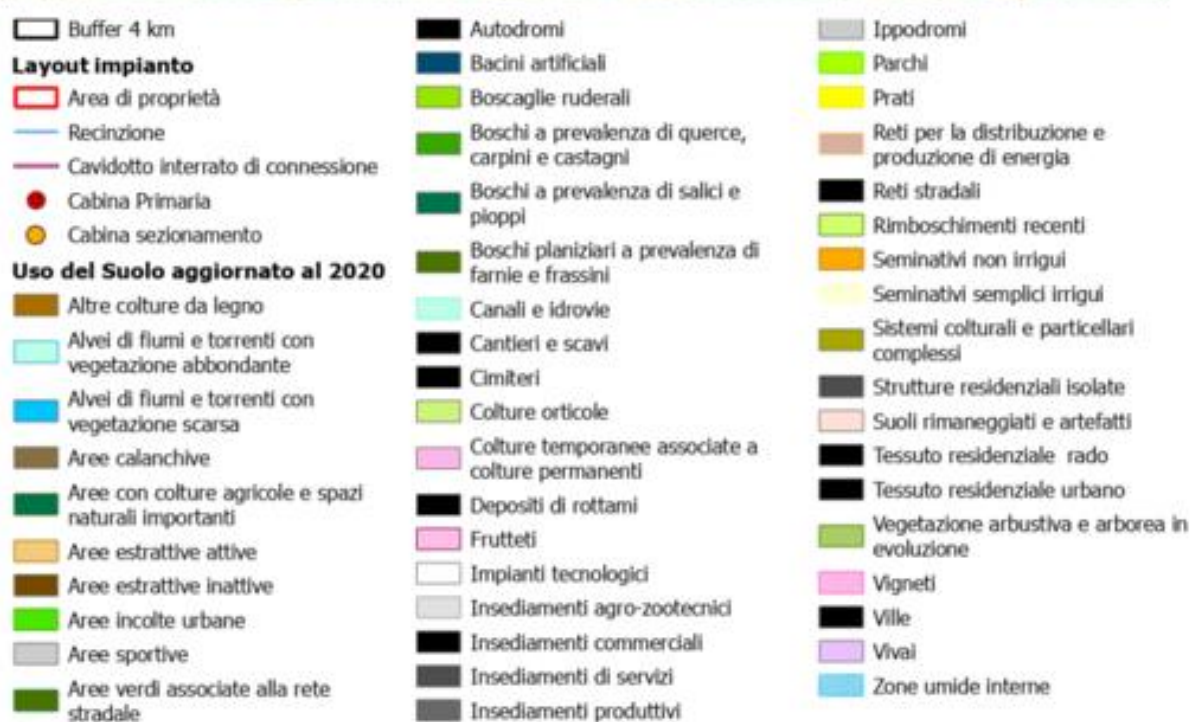 Buffer 4 km
Layout impianto
Area di proprietà
Recinzione
Cavidotto interrato di connessione
Cabina Primaria
Cabina sezionamento
Uso del Suolo aggiornato al 2020
Altre colture da legno
Alvei di fiumi e torrenti con
vegetazione abbondante
Alvei di fiumi e torrenti con
vegetazione scarsa
Aree calanchive
Aree con colture agricole e spazi
naturali importanti
Aree estrattive attive
Aree estrattive inattive
Aree incolte urbane
Aree sportive
Aree verdi associate alla rete
stradale
Autodromi
Bacini artificiali
Boscaglie ruderali
Boschi a prevalenza di querce,
carpini e castagni
Boschi a prevalenza di salici e
pioppi
Boschi planiziari a prevalenza di
farnie e frassini
Canali e idrovie
Cantieri e scavi
Cimiteri
Colture orticole
Colture temporanee associate a
colture permanenti
Depositi di rottami
Frutteti
Impianti tecnologici
Insediamenti agro-zootecnici
Insediamenti commerciali
Insediamenti di servizi
Insediamenti produttivi
Ippodromi
Parchi
Prati
Reti per la distribuzione e
produzione di energia
Reti stradali
Rimboschimenti recenti
Seminativi non irrigui
Seminativi semplici irrigui
Sistemi colturali e particellari
complessi
Strutture residenziali isolate
Suoli rimaneggiati e artefatti
Tessuto residenziale rado
Tessuto residenziale urbano
Vegetazione arbustiva e arborea in
evoluzione
Vigneti
Ville
Vivai
Zone umide interne